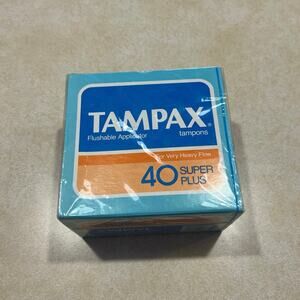 TAMPAX®
Flushable Applicator tampons
For Very Heavy Flow
40 SUPER
PLUS